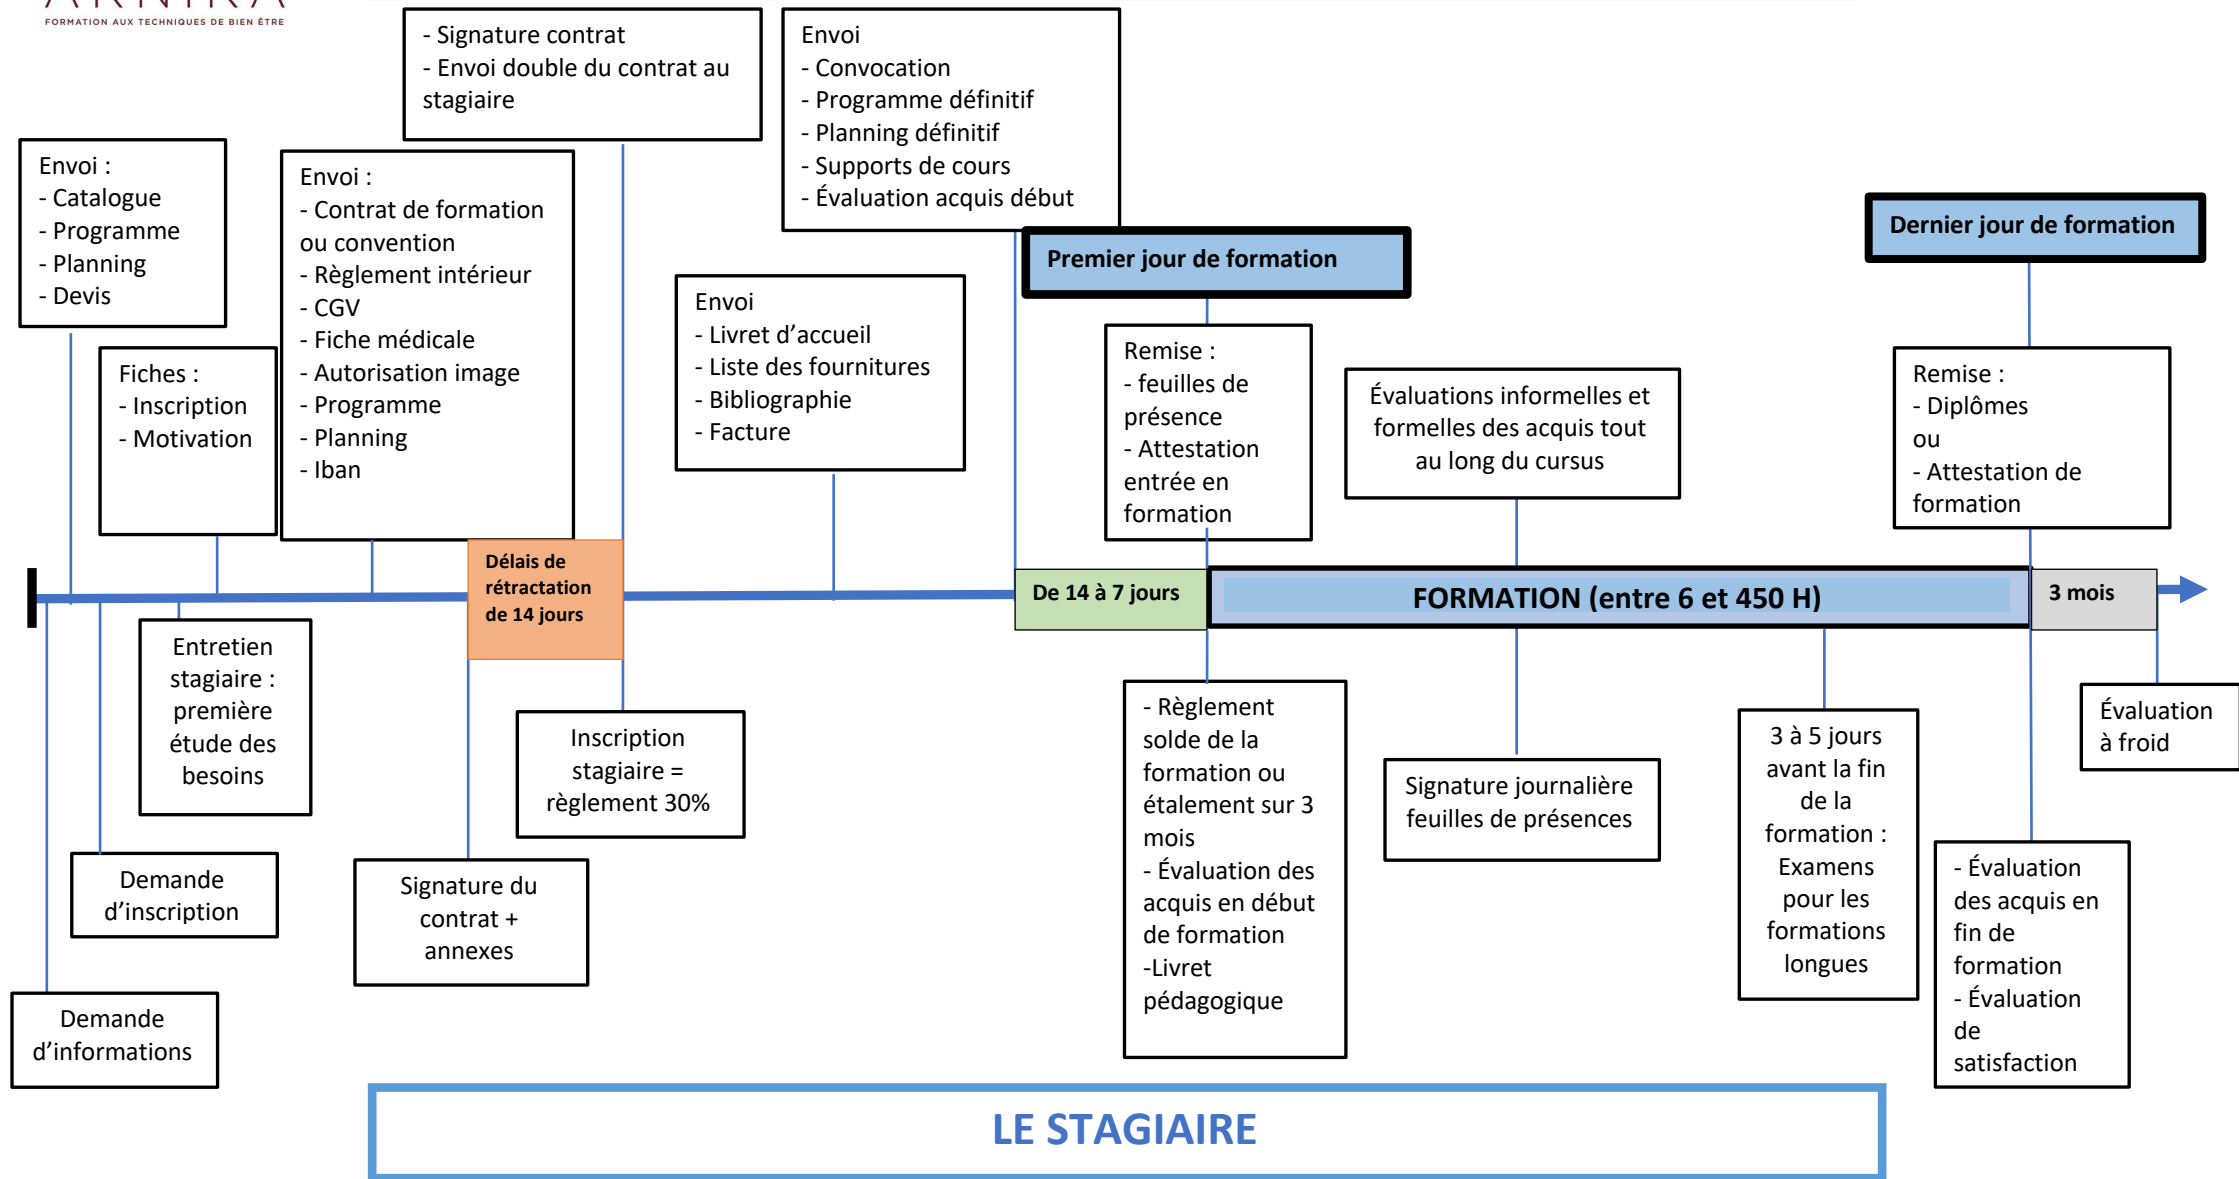 ARNIKA
FORMATION AUX TECHNIQUES DE BIEN ÊTRE
- Signature contrat
- Envoi double du contrat au
stagiaire
Envoi
- Convocation
- Programme définitif
- Planning définitif
- Supports de cours
- Évaluation acquis début
Envoi :
- Catalogue
- Programme
- Planning
- Devis
Envoi :
- Contrat de formation
ou convention
- Règlement intérieur
- CGV
- Fiche médicale
- Autorisation image
- Programme
- Planning
- Iban
Dernier jour de formation
Premier jour de formation
Envoi
- Livret d’accueil
- Liste des fournitures
- Bibliographie
- Facture
Fiches :
- Inscription
- Motivation
Remise :
- feuilles de
présence
- Attestation
entrée en
formation
Évaluations informelles et
formelles des acquis tout
au long du cursus
Remise :
- Diplômes
ou
- Attestation de
formation
Délais de
rétractation
de 14 jours
De 14 à 7 jours
FORMATION (entre 6 et 450 H)
3 mois
Entretien
stagiaire :
première
étude des
besoins
Inscription
stagiaire =
règlement 30%
- Règlement
solde de la
formation ou
étalement sur 3
mois
- Évaluation des
acquis en début
de formation
-Livret
pédagogique
Signature journalière
feuilles de présences
3 à 5 jours
avant la fin
de la
formation :
Examens
pour les
formations
longues
Évaluation
à froid
Demande
d’inscription
Signature du
contrat +
annexes
- Évaluation
des acquis en
fin de
formation
- Évaluation
de
satisfaction
Demande
d’informations
LE STAGIAIRE